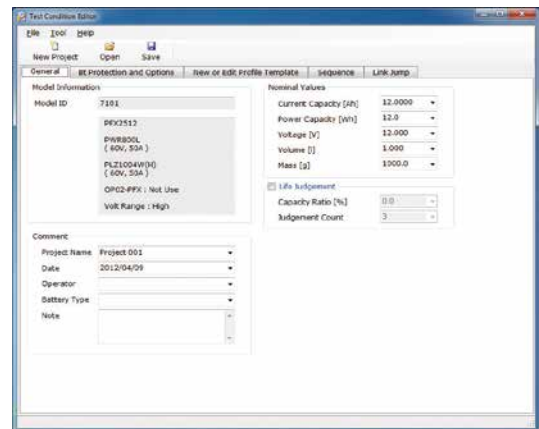 Test Condition Editor
File Tool Help
New Project Open Save
General Bt Protection and Options New or Edit Profile Template Sequence Link Jump
Model Information
Model ID 7101
PFX2512
PWR800L
( 60V, 50A )
PLZ1004W(H)
( 60V, 50A )
OP02-PFX : Not Use
Volt Range : High
Nominal Values
Current Capacity [Ah] 12.0000
Power Capacity [Wh] 12.0
Voltage [V] 12.000
Volume [l] 1.000
Mass [g] 1000.0
Life Judgement
Capacity Ratio [%] 0.0
Judgement Count 3
Comment
Project Name Project 001
Date 2012/04/09
Operator
Battery Type
Note